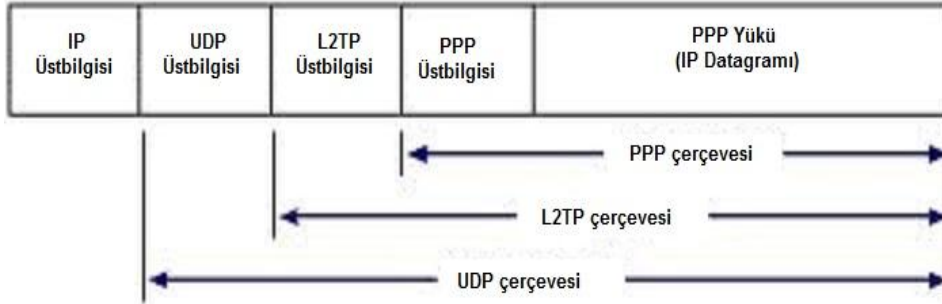 IP
Üstbilgisi
UDP
Üstbilgisi
L2TP
Üstbilgisi
PPP
Üstbilgisi
PPP Yükü
(IP Datagramı)
PPP çerçevesi
L2TP çerçevesi
UDP çerçevesi